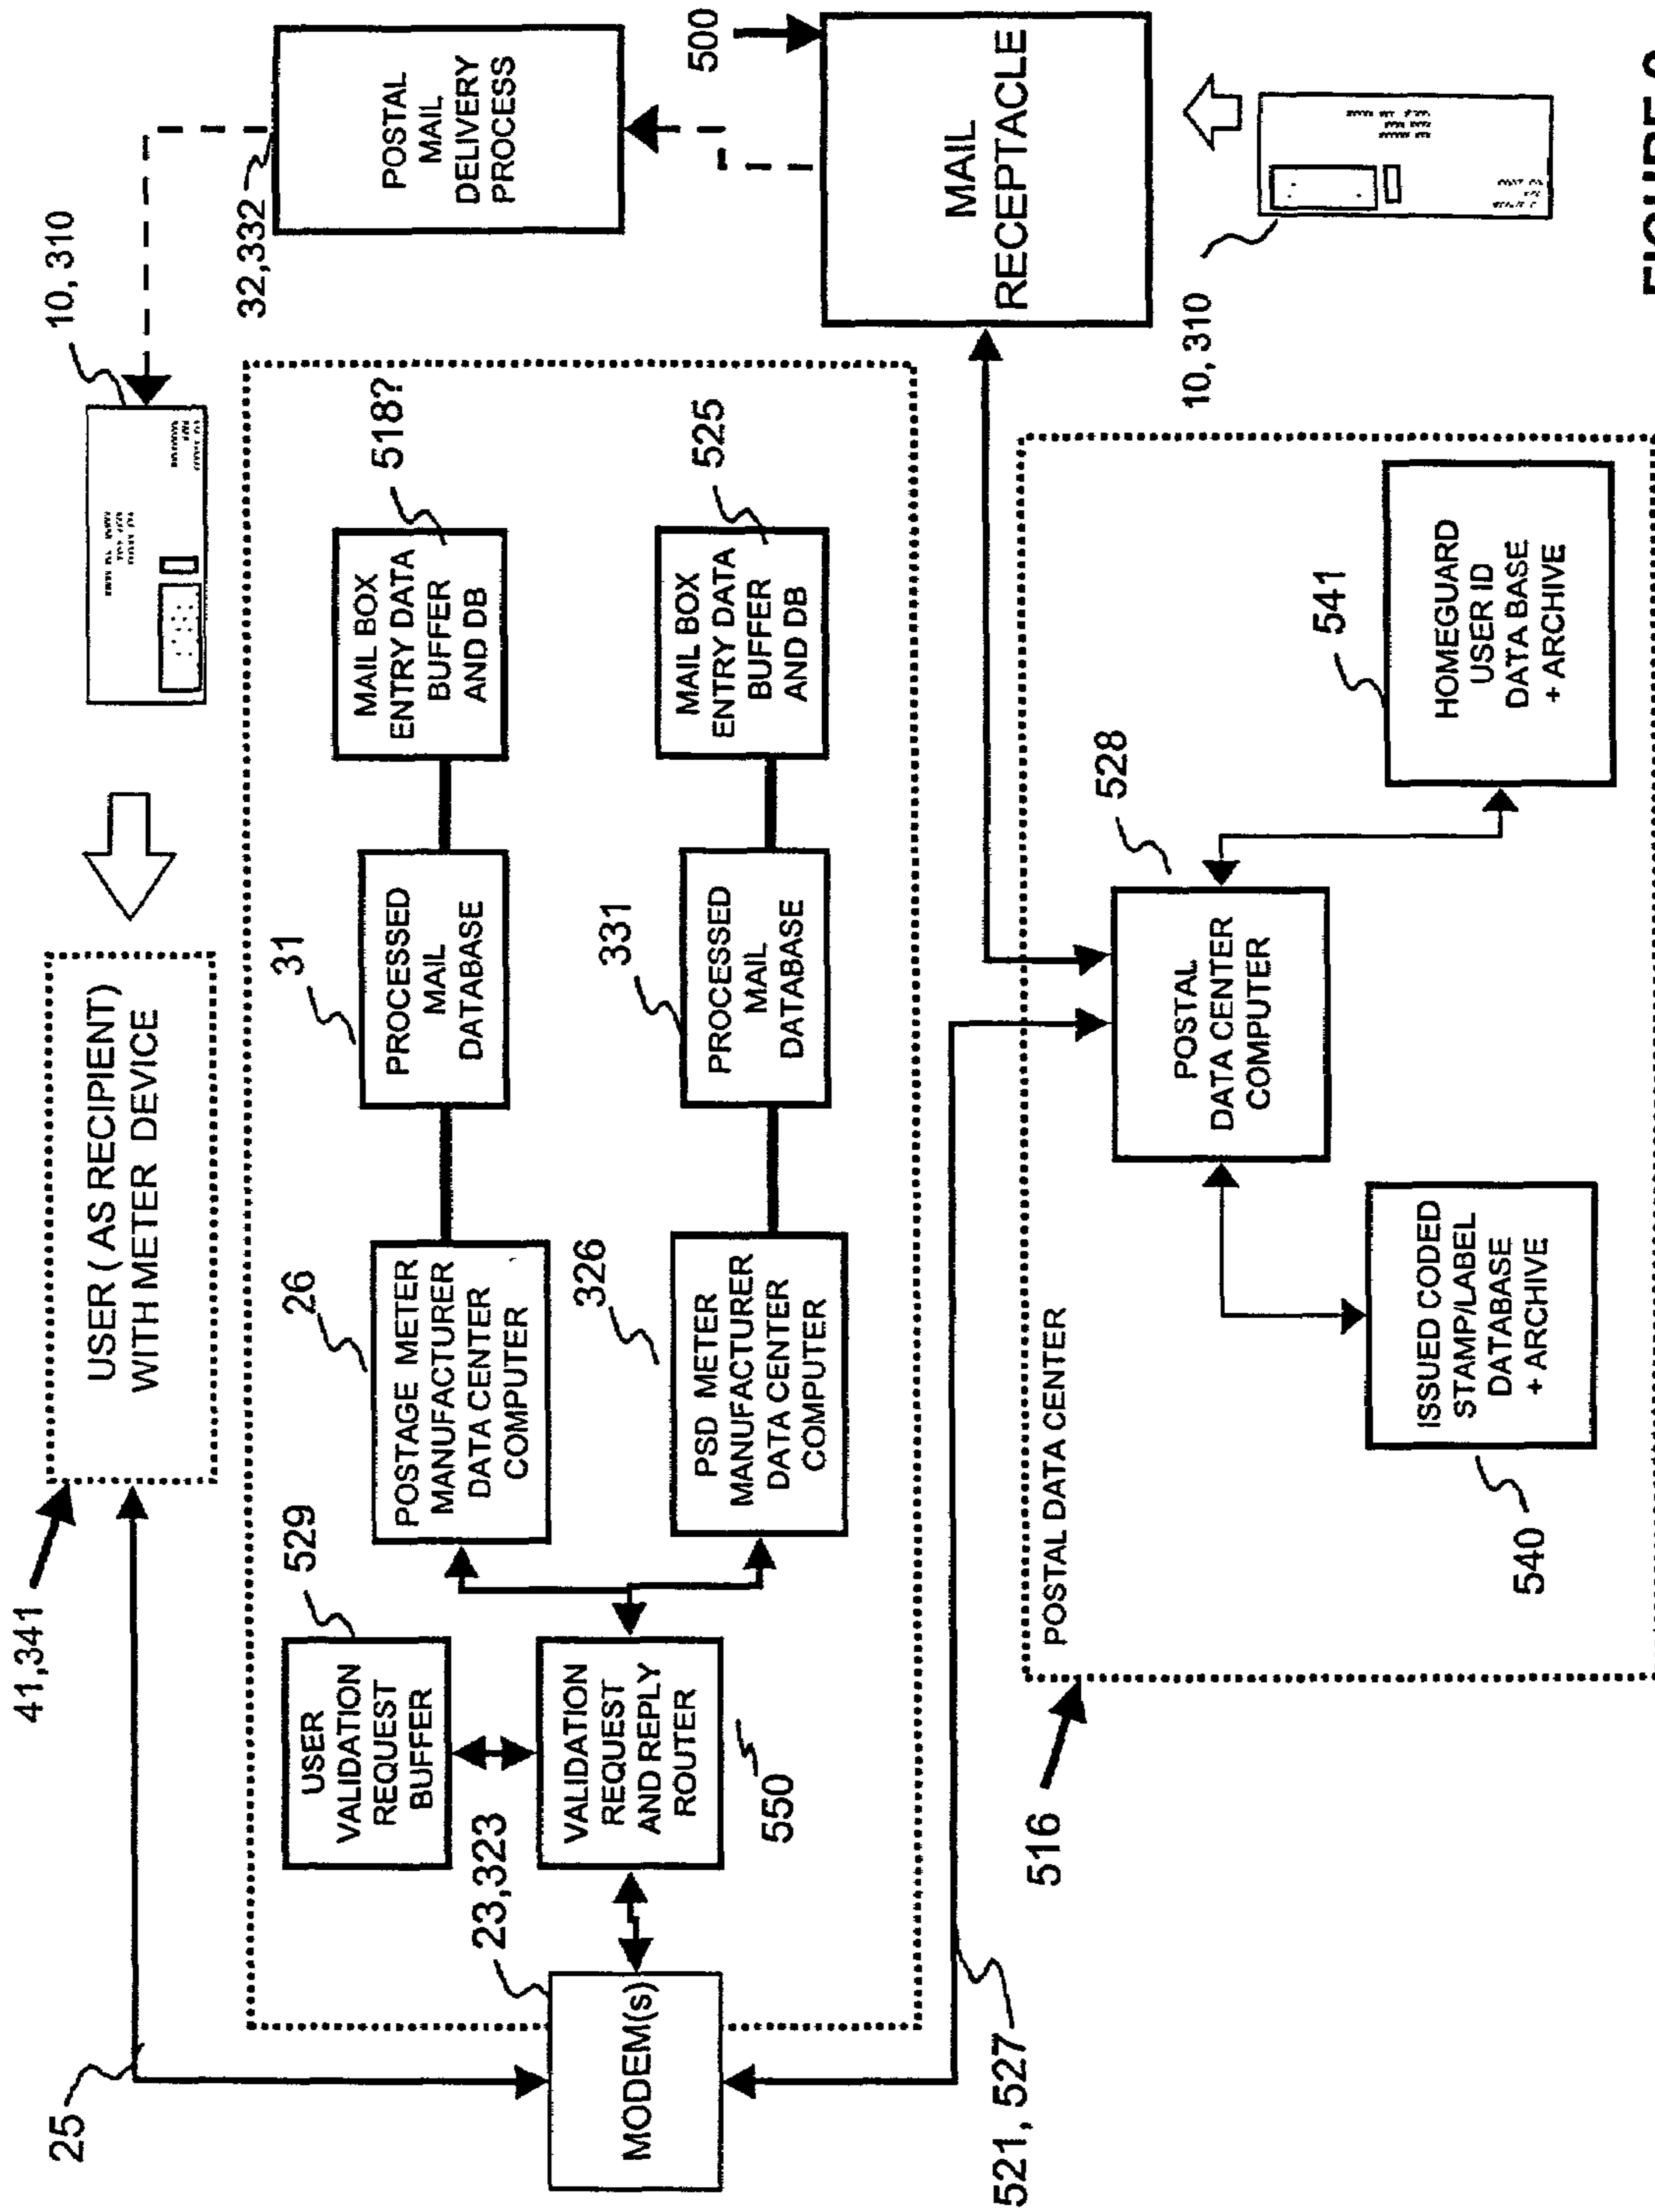 41,341
USER ( AS RECIPIENT)
WITH METER DEVICE
10, 310
32,332
POSTAL
MAIL
DELIVERY
PROCESS
25
529
USER
VALIDATION
REQUEST
BUFFER
26
POSTAGE METER
MANUFACTURER
DATA CENTER
COMPUTER
31
PROCESSED
MAIL
DATABASE
MAIL BOX
ENTRY DATA
BUFFER
AND DB
518?
23,323
MODEM(s)
VALIDATION
REQUEST
AND REPLY
ROUTER
550
326
PSD METER
MANUFACTURER
DATA CENTER
COMPUTER
331
PROCESSED
MAIL
DATABASE
MAIL BOX
ENTRY DATA
BUFFER
AND DB
525
500
MAIL
RECEPTACLE
10, 310
521, 527
516
POSTAL DATA CENTER
528
POSTAL
DATA CENTER
COMPUTER
540
ISSUED CODED
STAMP/LABEL
DATABASE
+ ARCHIVE
541
HOMEGUARD
USER ID
DATA BASE
+ ARCHIVE
FIGURE